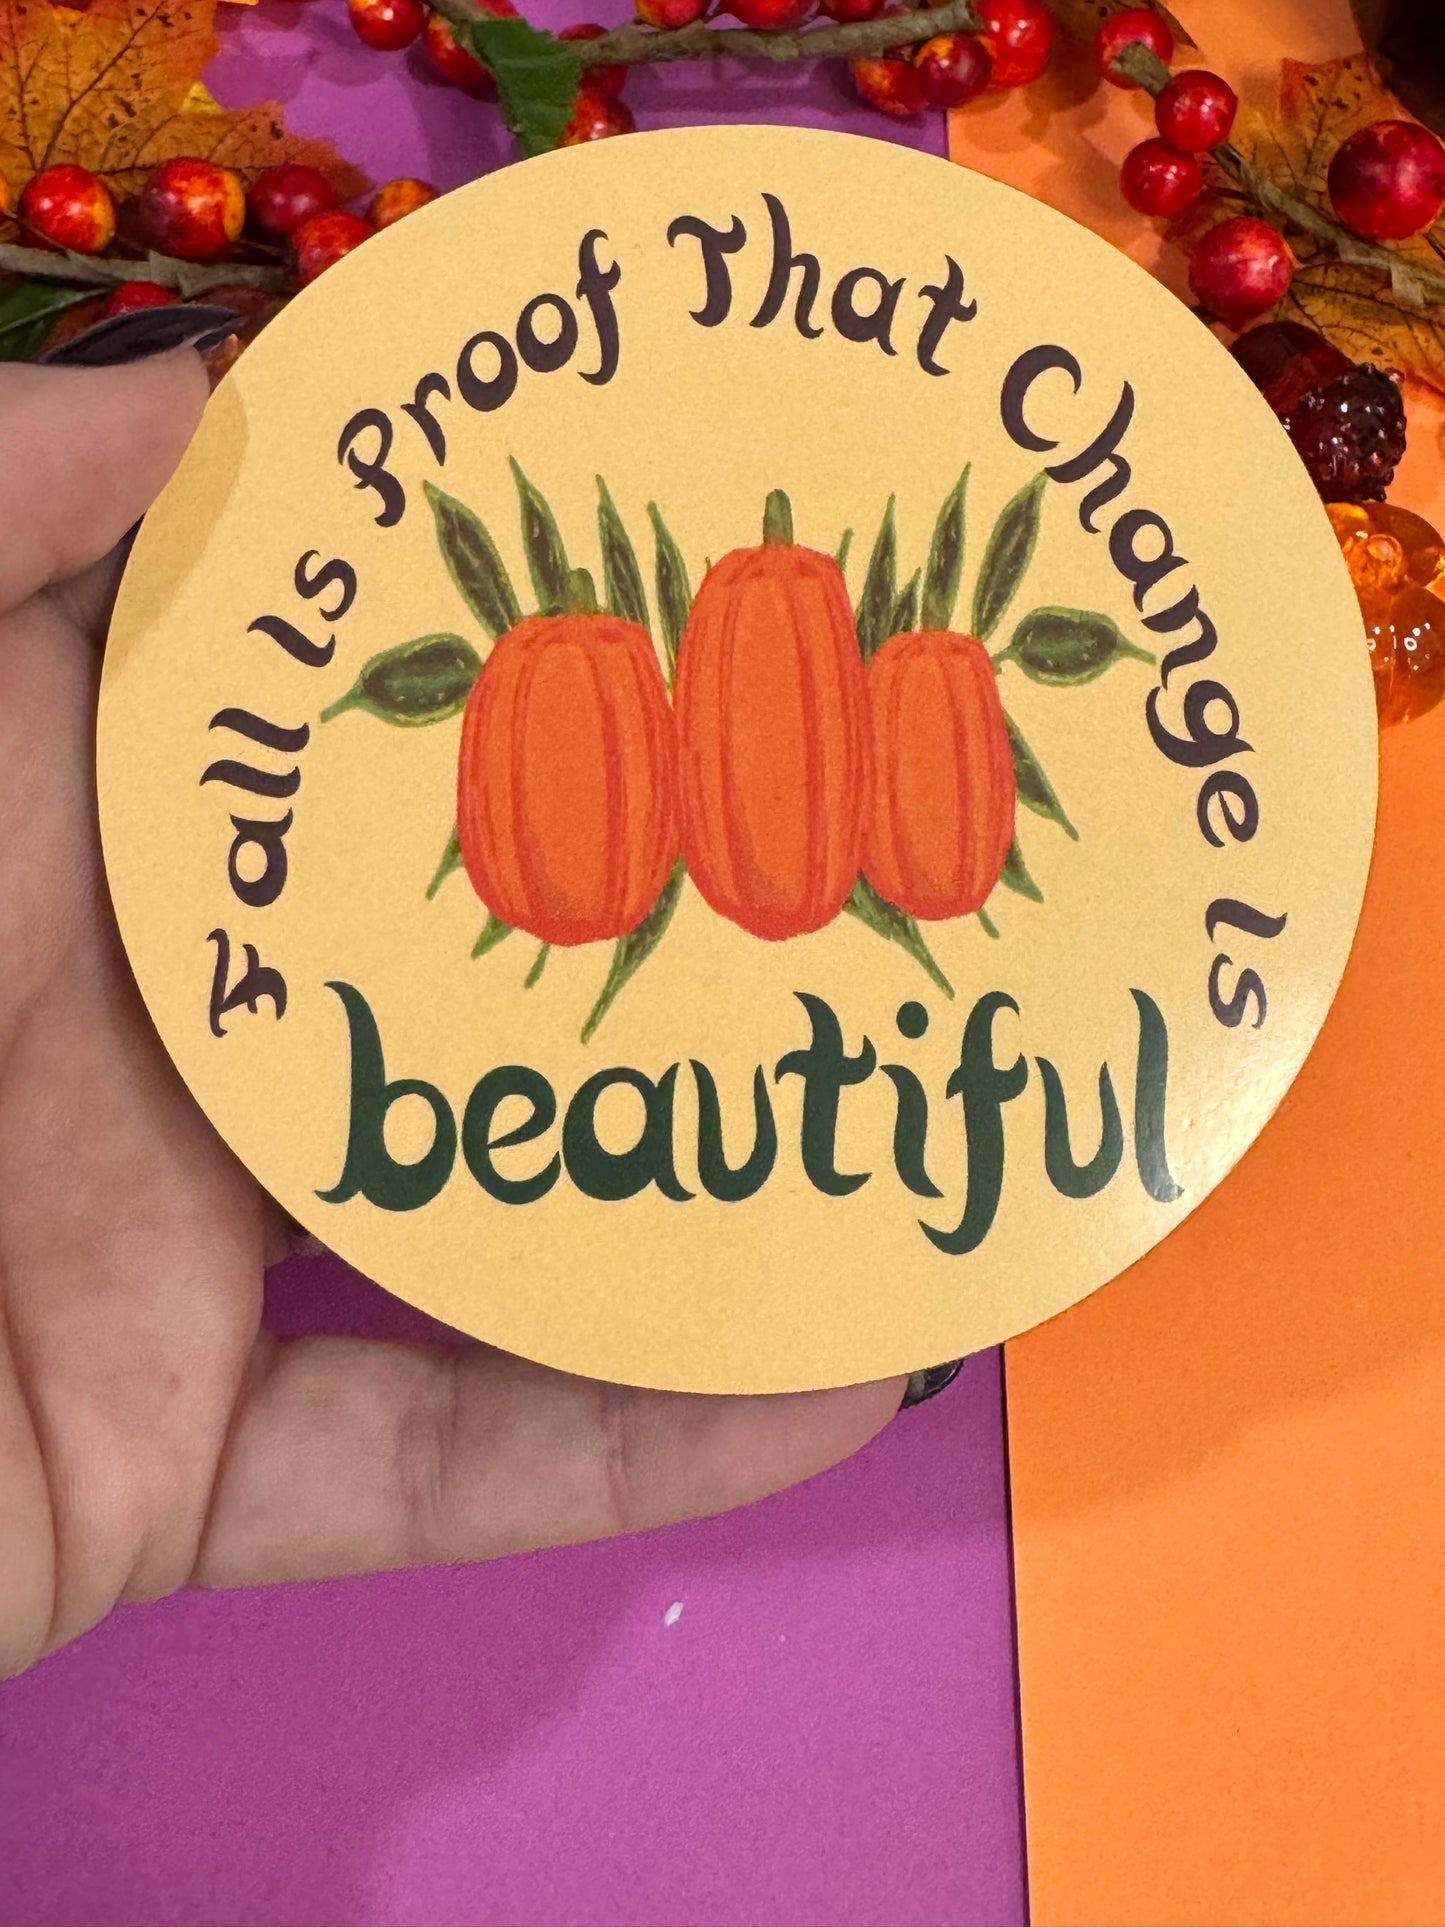 Fall Is Proof That Change Is
beautiful